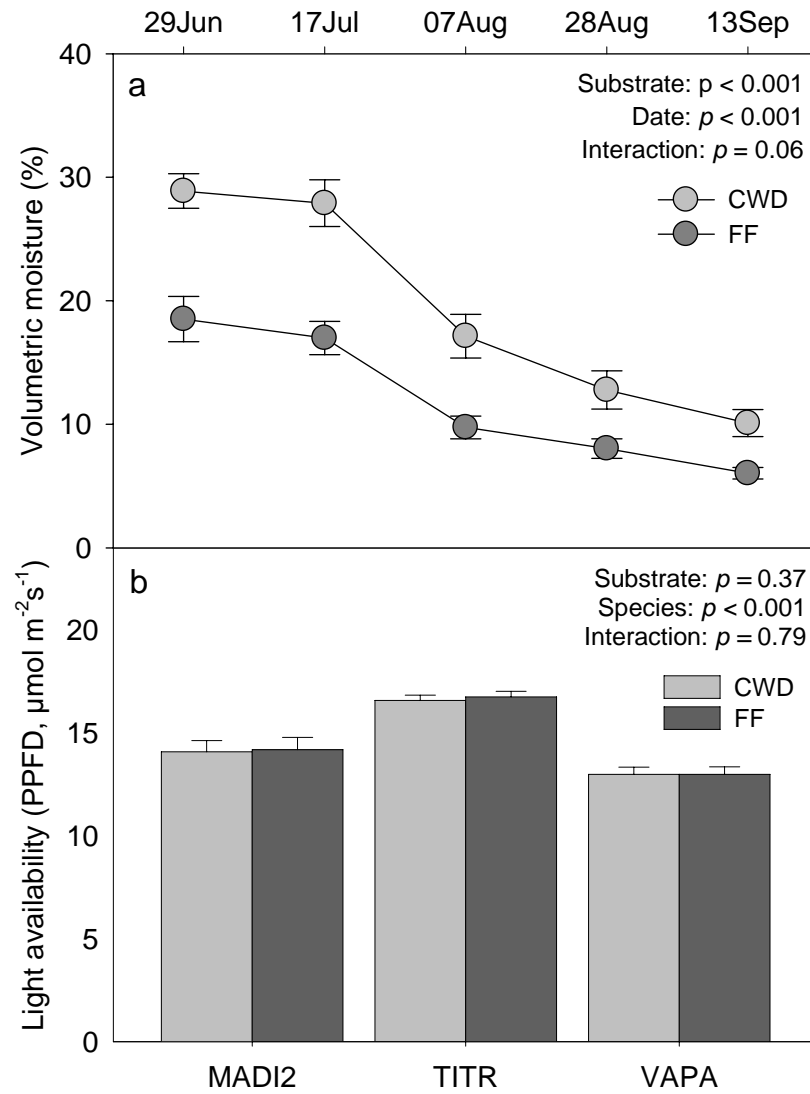 29Jun 17Jul 07Aug 28Aug 13Sep
40
a
Substrate: p < 0.001
Date: p < 0.001
Interaction: p = 0.06
30
CWD
FF
20
10
0
Volumetric moisture (%)
b
Substrate: p = 0.37
Species: p < 0.001
Interaction: p = 0.79
20
CWD
FF
15
10
5
0
Light availability (PPFD, μmol m⁻²s⁻¹)
MADI2 TITR VAPA